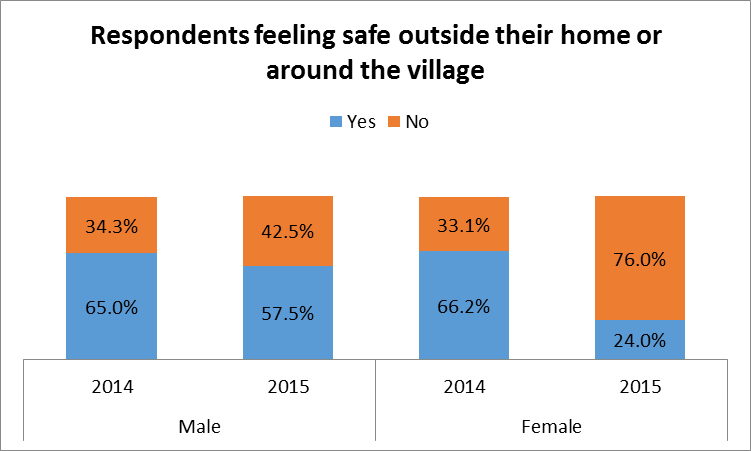 Respondents feeling safe outside their home or
around the village
Yes No
34.3% 42.5% 33.1% 76.0%
65.0% 57.5% 66.2% 24.0%
2014 2015 2014 2015
Male Female